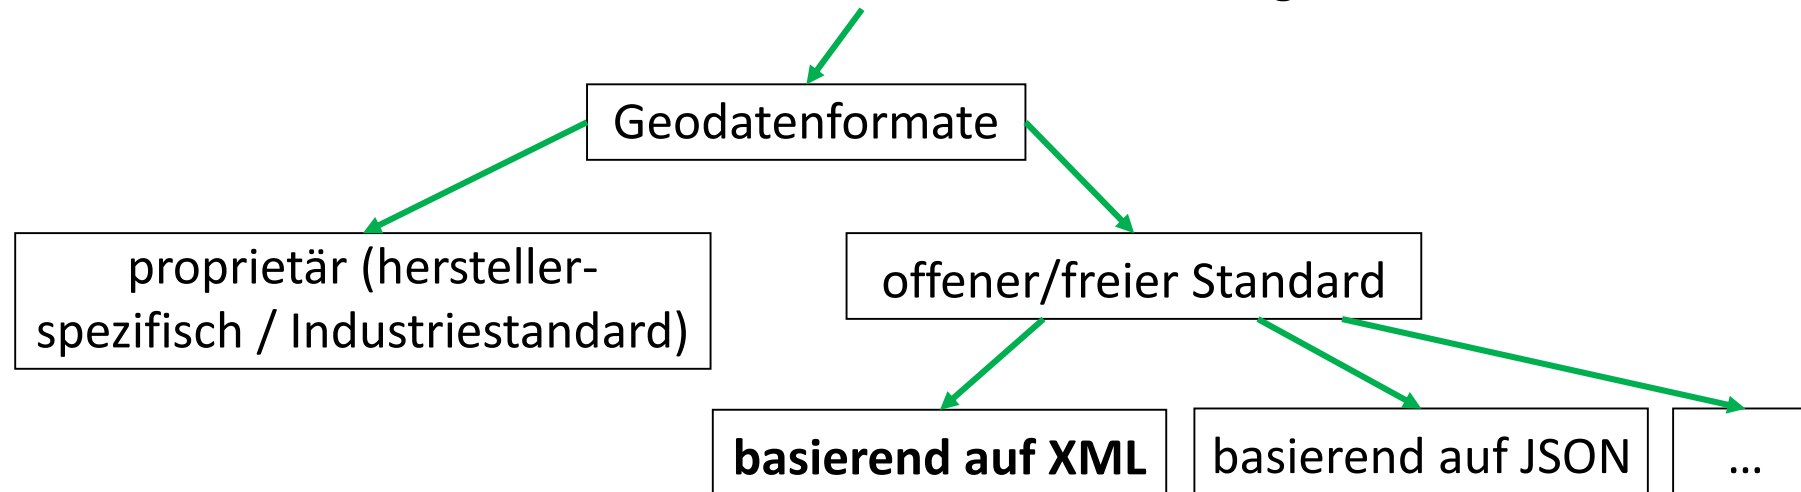 Geodatenformate
proprietär (hersteller-
spezifisch / Industriestandard)
offener/freier Standard
basierend auf XML
basierend auf JSON
...